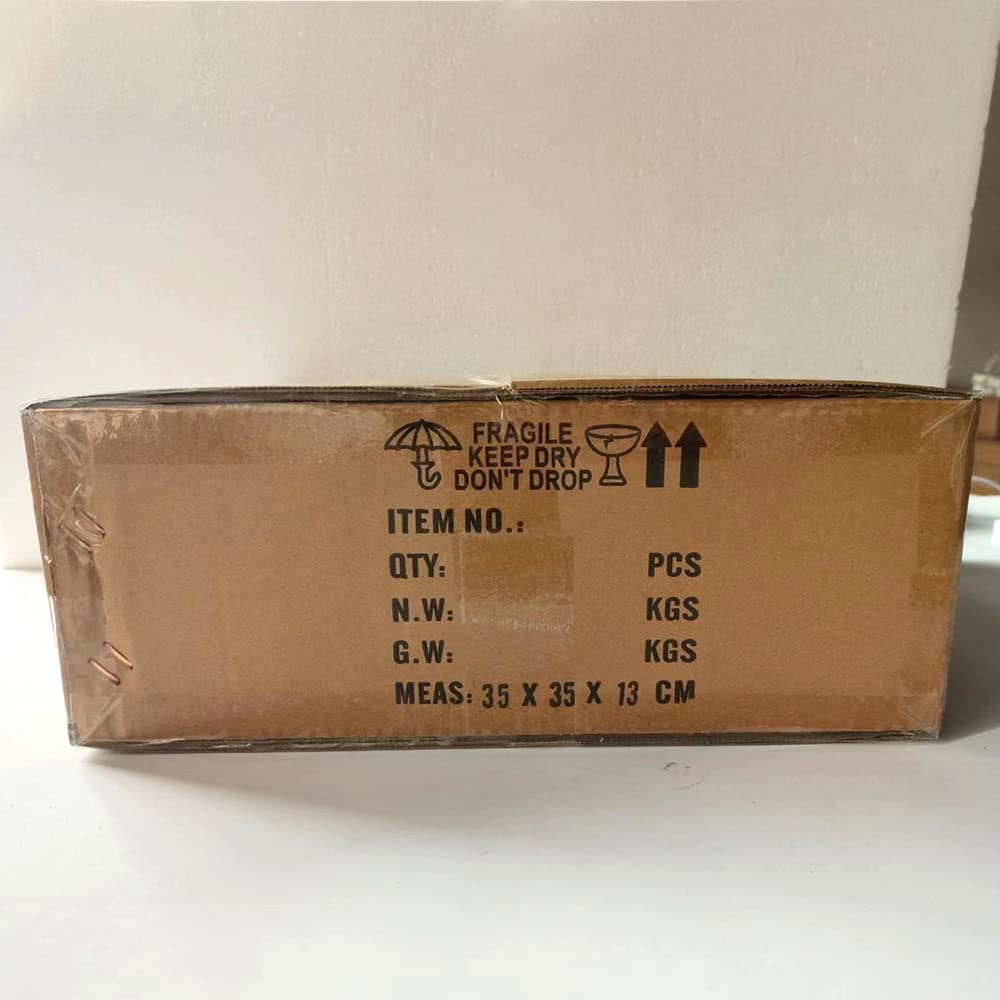 FRAGILE
KEEP DRY
DON'T DROP
ITEM NO.:
QTY: PCS
N.W: KGS
G.W: KGS
MEAS: 35 X 35 X 13 CM